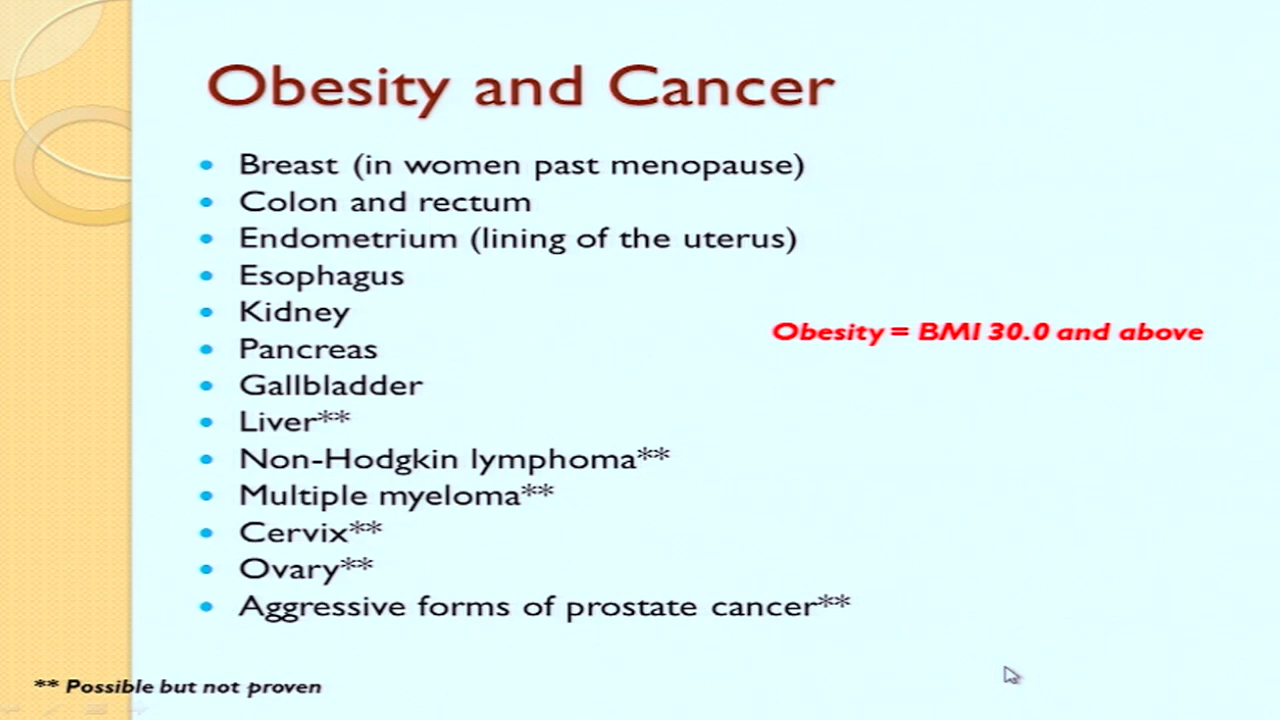 Obesity and Cancer
Breast (in women past menopause)
Colon and rectum
Endometrium (lining of the uterus)
Esophagus
Kidney
Obesity = BMI 30.0 and above
Pancreas
Gallbladder
Liver**
Non-Hodgkin lymphoma**
Multiple myeloma**
Cervix**
Ovary**
Aggressive forms of prostate cancer**
** Possible but not proven